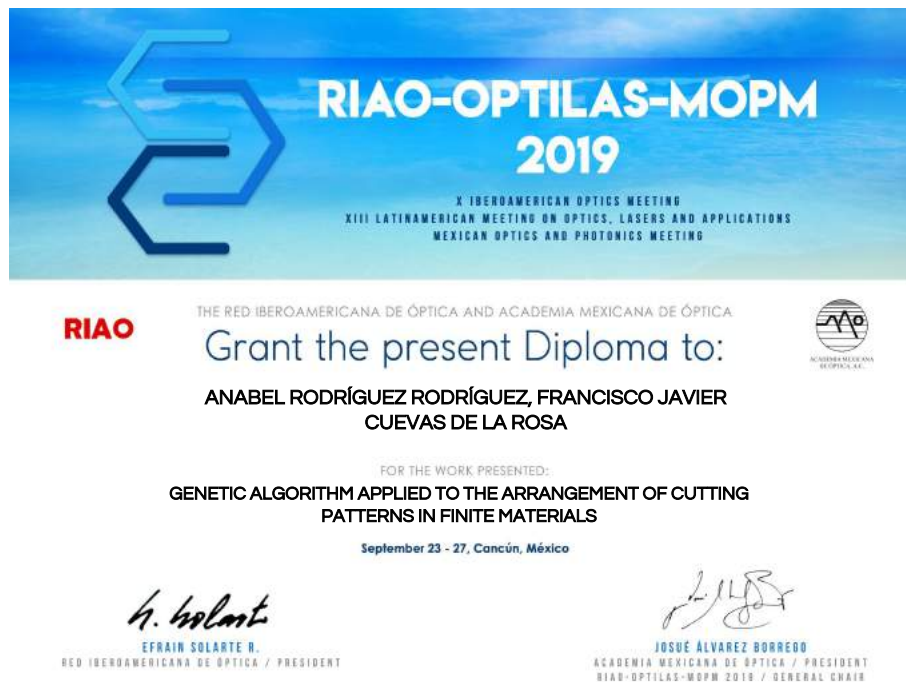 RIAO-OPTILAS-MOPM
2019
X IBEROAMERICAN OPTICS MEETING
XIII LATINAMERICAN MEETING ON OPTICS, LASERS AND APPLICATIONS
MEXICAN OPTICS AND PHOTONICS MEETING
RIAO
THE RED IBEROAMERICANA DE ÓPTICA AND ACADEMIA MEXICANA DE ÓPTICA
Grant the present Diploma to:
ACADEMIA MEXICANA
DE ÓPTICA, A.C.
ANABEL RODRÍGUEZ RODRÍGUEZ, FRANCISCO JAVIER
CUEVAS DE LA ROSA
FOR THE WORK PRESENTED:
GENETIC ALGORITHM APPLIED TO THE ARRANGEMENT OF CUTTING
PATTERNS IN FINITE MATERIALS
September 23 - 27, Cancún, México
EFRAIN SOLARTE R.
RED IBEROAMERICANA DE ÓPTICA / PRESIDENT
JOSUÉ ÁLVAREZ BORREGO
ACADEMIA MEXICANA DE ÓPTICA / PRESIDENT
RIAO-OPTILAS-MOPM 2019 / GENERAL CHAIR